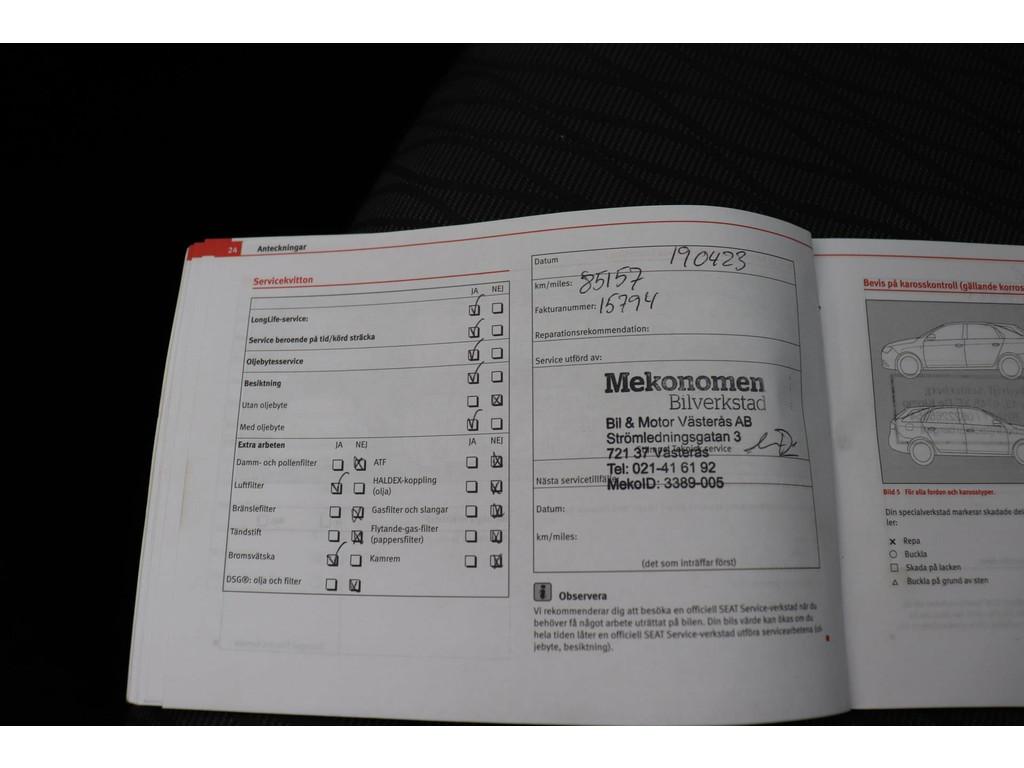 24 Anteckningar
Servicekvitton
JA NEJ
LongLife-service:
Service beroende på tid/körd sträcka
Oljebytesservice
Besiktning
Utan oljebyte
Med oljebyte
Extra arbeten JA NEJ JA NEJ
Damm- och pollenfilter ATF
Luftfilter HALDEX-koppling
(olja)
Bränslefilter Gasfilter och slangar
Tändstift Flytande-gas-filter
(pappersfilter)
Bromsvätska Kamrem
DSG®: olja och filter
Datum 190423
km/miles: 85157
Fakturanummer: 15794
Reparationsrekommendation:
Service utförd av:
Mekonomen
Bilverkstad
Bil & Motor Västerås AB
Strömledningsgatan 3
721 37 Västerås
service
Tel: 021-41 61 92
Nästa servicetillfälle
MekoID: 3389-005
Datum:
km/miles:
(det som inträffar först)
i Observera
Vi rekommenderar dig att besöka en officiell SEAT Service-verkstad när du
behöver få något arbete uträttat på bilen. Din bils värde kan ökas om du
hela tiden låter en officiell SEAT Service-verkstad utföra servicearbetena (ol-
jebyte, besiktning).
Bevis på karosskontroll (gällande korros
Bild 5 För alla fordon och karosstyper.
Din specialverkstad markerar skadade del
ler:
Repa
Buckla
Skada på lacken
Buckla på grund av sten